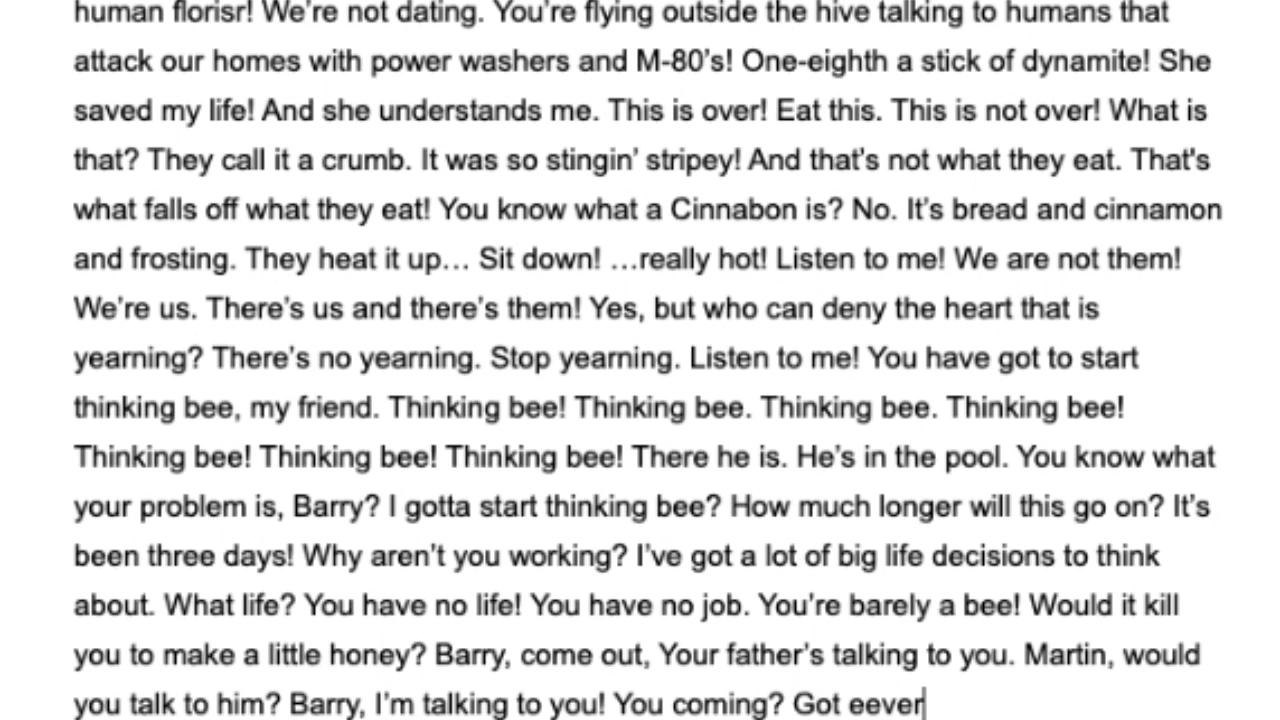 human florisr! We're not dating. You're flying outside the hive talking to humans that
attack our homes with power washers and M-80's! One-eighth a stick of dynamite! She
saved my life! And she understands me. This is over! Eat this. This is not over! What is
that? They call it a crumb. It was so stingin' stripey! And that's not what they eat. That's
what falls off what they eat! You know what a Cinnabon is? No. It's bread and cinnamon
and frosting. They heat it up… Sit down! …really hot! Listen to me! We are not them!
We're us. There's us and there's them! Yes, but who can deny the heart that is
yearning? There's no yearning. Stop yearning. Listen to me! You have got to start
thinking bee, my friend. Thinking bee! Thinking bee. Thinking bee. Thinking bee!
Thinking bee! Thinking bee! Thinking bee! There he is. He's in the pool. You know what
your problem is, Barry? I gotta start thinking bee? How much longer will this go on? It's
been three days! Why aren't you working? I've got a lot of big life decisions to think
about. What life? You have no life! You have no job. You're barely a bee! Would it kill
you to make a little honey? Barry, come out, Your father's talking to you. Martin, would
you talk to him? Barry, I'm talking to you! You coming? Got eever